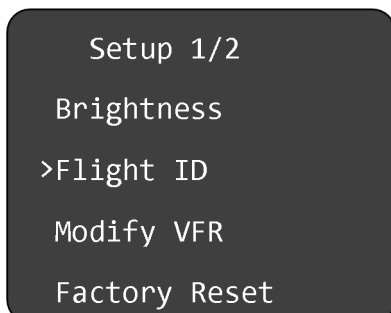 Setup 1/2
Brightness
>Flight ID
Modify VFR
Factory Reset